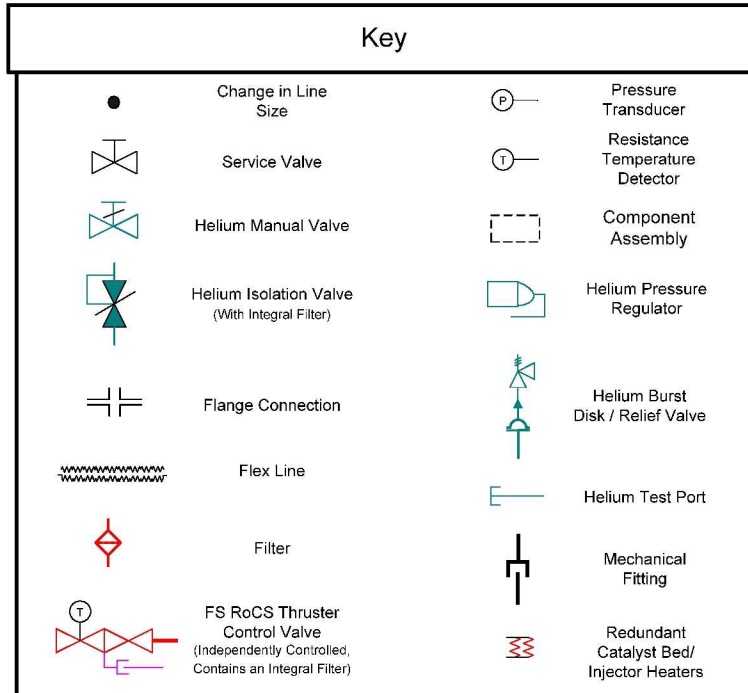 Key
Change in Line
Size
Service Valve
Helium Manual Valve
Helium Isolation Valve
(With Integral Filter)
Flange Connection
Flex Line
Filter
T
FS RoCS Thruster
Control Valve
(Independently Controlled,
Contains an Integral Filter)
P
Pressure
Transducer
T
Resistance
Temperature
Detector
Component
Assembly
Helium Pressure
Regulator
Helium Burst
Disk / Relief Valve
Helium Test Port
Mechanical
Fitting
Redundant
Catalyst Bed/
Injector Heaters